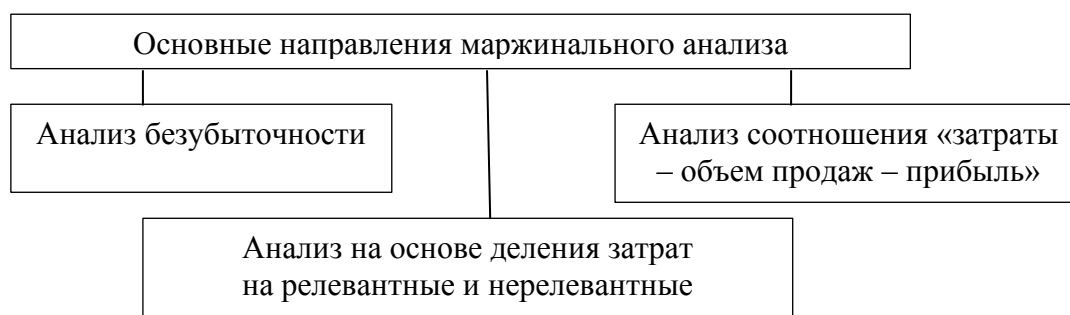 Основные направления маржинального анализа
Анализ безубыточности
Анализ соотношения «затраты
– объем продаж – прибыль»
Анализ на основе деления затрат
на релевантные и нерелевантные